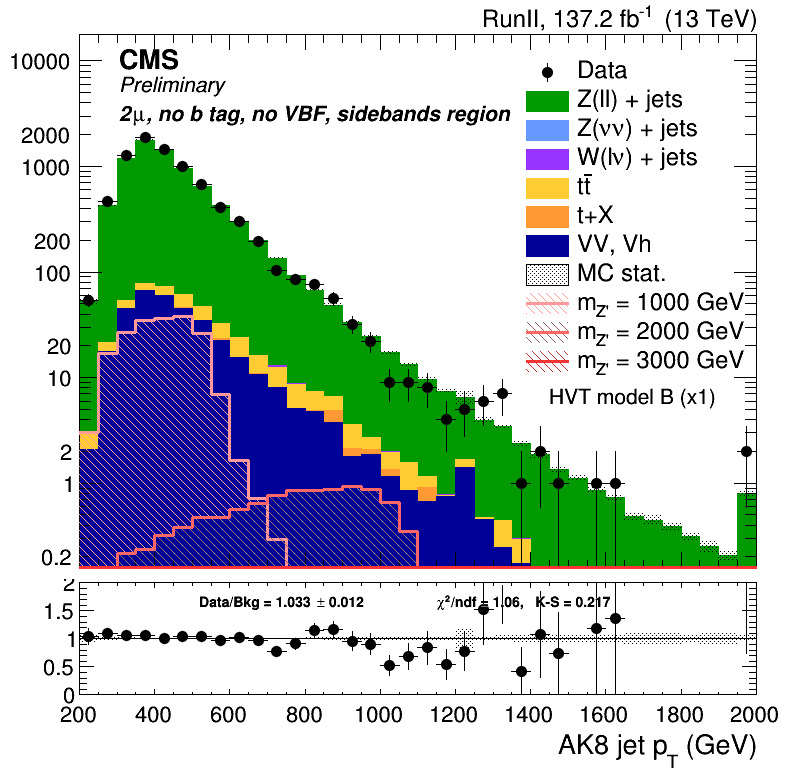 RunII, 137.2 fb⁻¹ (13 TeV)
CMS
Preliminary
2μ, no b tag, no VBF, sidebands region
10000
2000
1000
200
100
20
10
2
1
0.2
Data
Z(ll) + jets
Z(νν) + jets
W(lν) + jets
tt̄
t+X
VV, Vh
MC stat.
m_Z' = 1000 GeV
m_Z' = 2000 GeV
m_Z' = 3000 GeV
HVT model B (x1)
2
1.5
1
0.5
0
Data/Bkg = 1.033 ± 0.012 χ²/ndf = 1.06, K-S = 0.217
200 400 600 800 1000 1200 1400 1600 1800 2000
AK8 jet p_T (GeV)